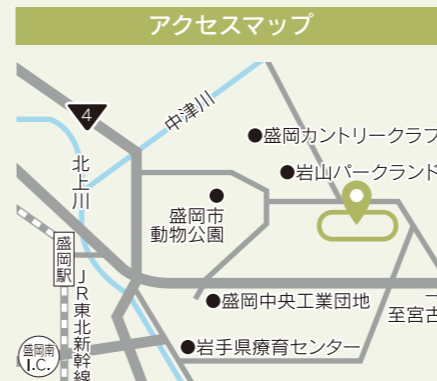 アクセスマップ
4
中津川
●盛岡カントリークラブ
北上川
●岩山パークランド
盛岡市
動物公園
盛岡駅
JR東北新幹線
●盛岡中央工業団地
至宮古
盛岡南
I.C.
●岩手県療育センター